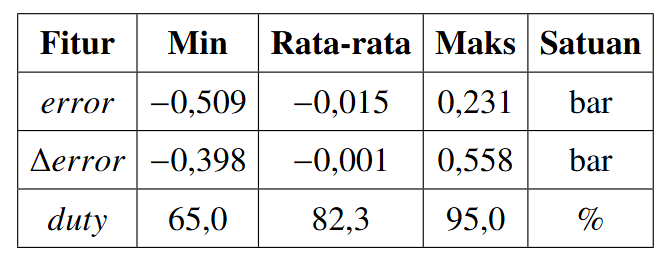 Fitur Min Rata-rata Maks Satuan
error −0,509 −0,015 0,231 bar
Δerror −0,398 −0,001 0,558 bar
duty 65,0 82,3 95,0 %